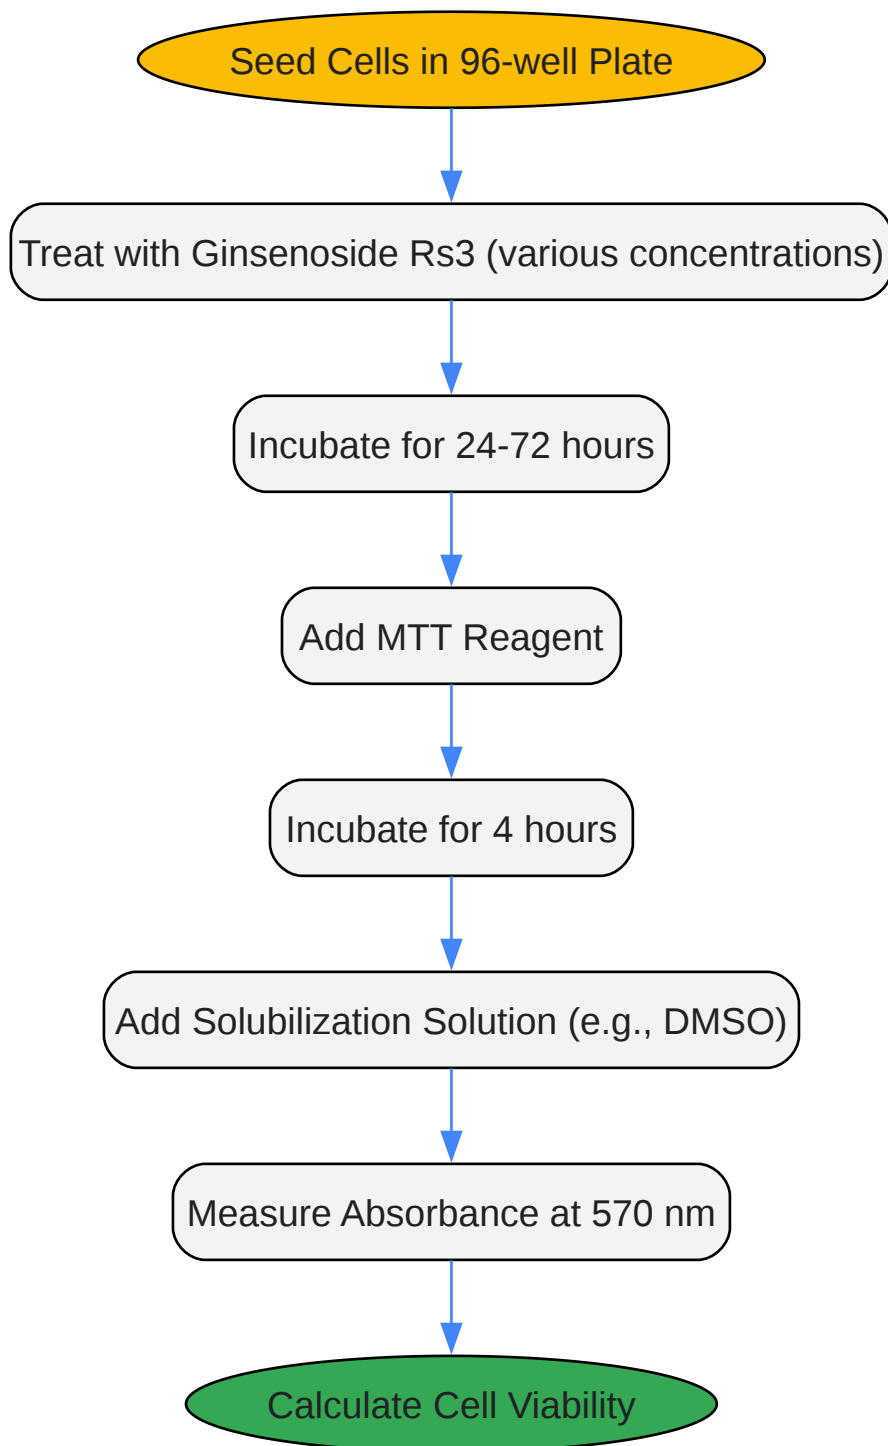 Seed Cells in 96-well Plate
Treat with Ginsenoside Rs3 (various concentrations)
Incubate for 24-72 hours
Add MTT Reagent
Incubate for 4 hours
Add Solubilization Solution (e.g., DMSO)
Measure Absorbance at 570 nm
Calculate Cell Viability